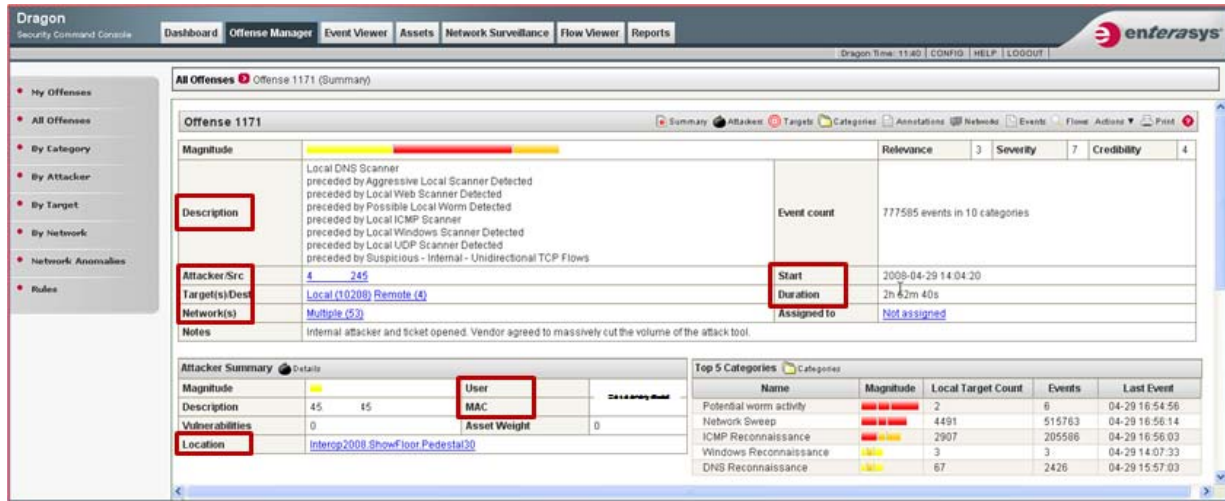 Dragon
Security Command Console
Dashboard Offense Manager Event Viewer Assets Network Surveillance Flow Viewer Reports
enterasys
Dragon Time: 11:40 CONFIG HELP LOGOUT
My Offenses
All Offenses
By Category
By Attacker
By Target
By Network
Network Anomalies
Rules
All Offenses Offense 1171 (Summary)
Offense 1171 Summary Attackers Targets Categories Annotations Networks Events Flows Actions Print
Magnitude Relevance 3 Severity 7 Credibility 4
Description
Local DNS Scanner
preceded by Aggressive Local Scanner Detected
preceded by Local Web Scanner Detected
preceded by Possible Local Worm Detected
preceded by Local ICMP Scanner
preceded by Local Windows Scanner Detected
preceded by Local UDP Scanner Detected
preceded by Suspicious - Internal - Unidirectional TCP Flows
Event count 777585 events in 10 categories
Attacker/Src 4 245 Start 2008-04-29 14:04:20
Target(s)/Dest Local (10208) Remote (4) Duration 2h 52m 40s
Network(s) Multiple (53) Assigned to Not assigned
Notes Internal attacker and ticket opened. Vendor agreed to massively cut the volume of the attack tool.
Attacker Summary Details
Magnitude User
Description 45 45 MAC
Vulnerabilities 0 Asset Weight 0
Location Interop2008.ShowFloor.Pedestal30
Top 5 Categories Categories
Name Magnitude Local Target Count Events Last Event
Potential worm activity 2 6 04-29 16:54:56
Network Sweep 4491 515763 04-29 16:56:14
ICMP Reconnaissance 2907 205586 04-29 16:56:03
Windows Reconnaissance 3 3 04-29 14:07:33
DNS Reconnaissance 67 2426 04-29 15:57:03